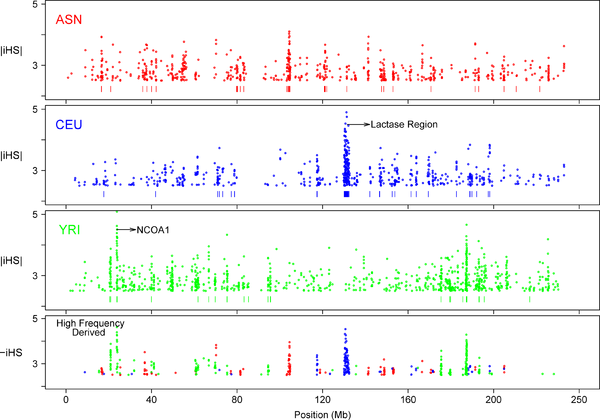 5
ASN
|iHS|
3
5
CEU
Lactase Region
|iHS|
3
5
YRI
NCOA1
|iHS|
3
High Frequency
Derived
5
−iHS
3
0 40 80 120 160 200 250
Position (Mb)